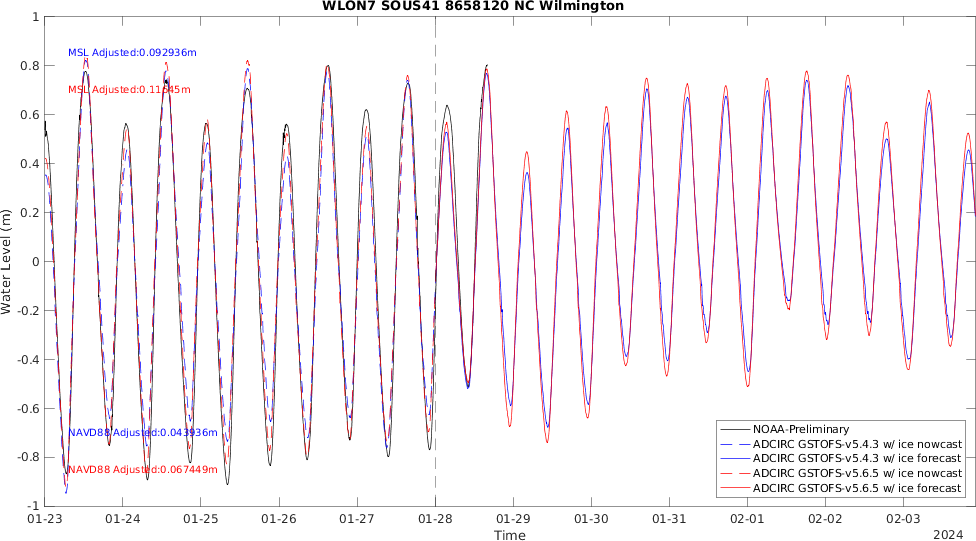 WLON7 SOUS41 8658120 NC Wilmington
1
0.8
0.6
0.4
0.2
0
-0.2
-0.4
-0.6
-0.8
-1
Water Level (m)
MSL Adjusted:0.092936m
MSL Adjusted:0.11645m
NAVD88 Adjusted:0.043936m
NAVD88 Adjusted:0.067449m
NOAA-Preliminary
ADCIRC GSTOFS-v5.4.3 w/ ice nowcast
ADCIRC GSTOFS-v5.4.3 w/ ice forecast
ADCIRC GSTOFS-v5.6.5 w/ ice nowcast
ADCIRC GSTOFS-v5.6.5 w/ ice forecast
01-23 01-24 01-25 01-26 01-27 01-28 01-29 01-30 01-31 02-01 02-02 02-03
Time
2024